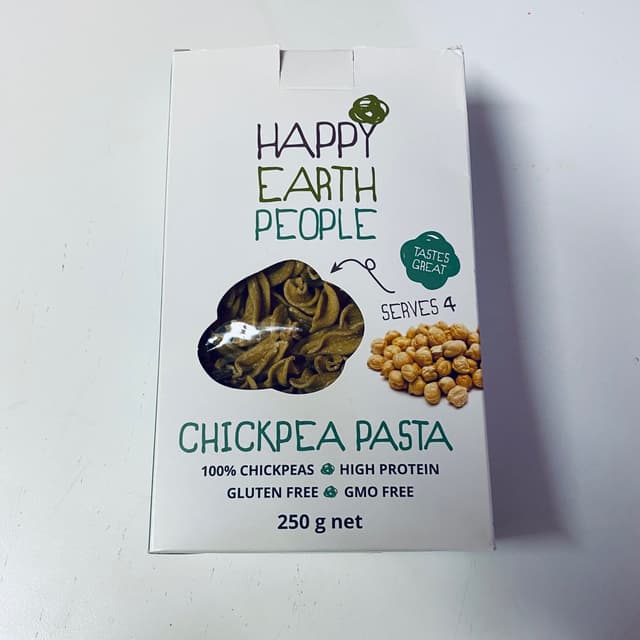 HAPPY
EARTH
PEOPLE
TASTES
GREAT
SERVES 4
CHICKPEA PASTA
100% CHICKPEAS HIGH PROTEIN
GLUTEN FREE GMO FREE
250 g net